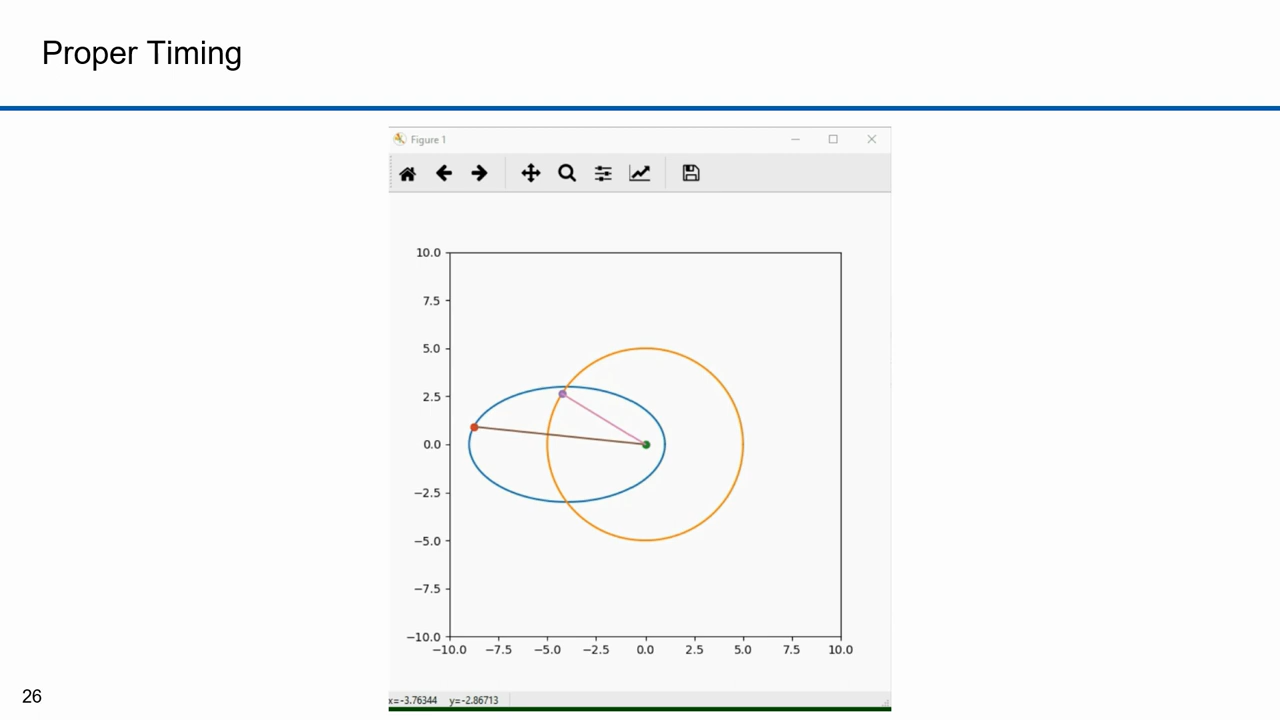 Proper Timing
Figure 1
10.0
7.5
5.0
2.5
0.0
−2.5
−5.0
−7.5
−10.0
−10.0 −7.5 −5.0 −2.5 0.0 2.5 5.0 7.5 10.0
x=-3.76344 y=-2.86713
26